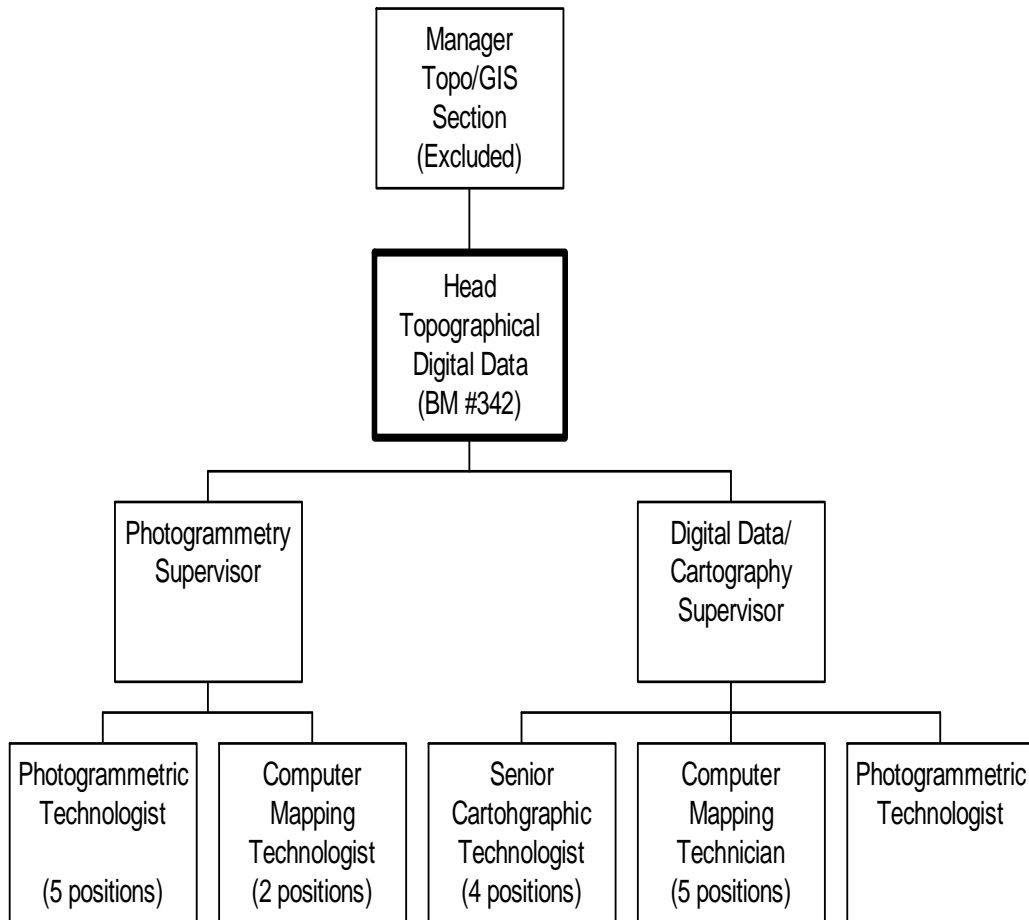 Manager
Topo/GIS
Section
(Excluded)
Head
Topographical
Digital Data
(BM #342)
Photogrammetry
Supervisor
Digital Data/
Cartography
Supervisor
Photogrammetric
Technologist
(5 positions)
Computer
Mapping
Technologist
(2 positions)
Senior
Cartohgraphic
Technologist
(4 positions)
Computer
Mapping
Technician
(5 positions)
Photogrammetric
Technologist